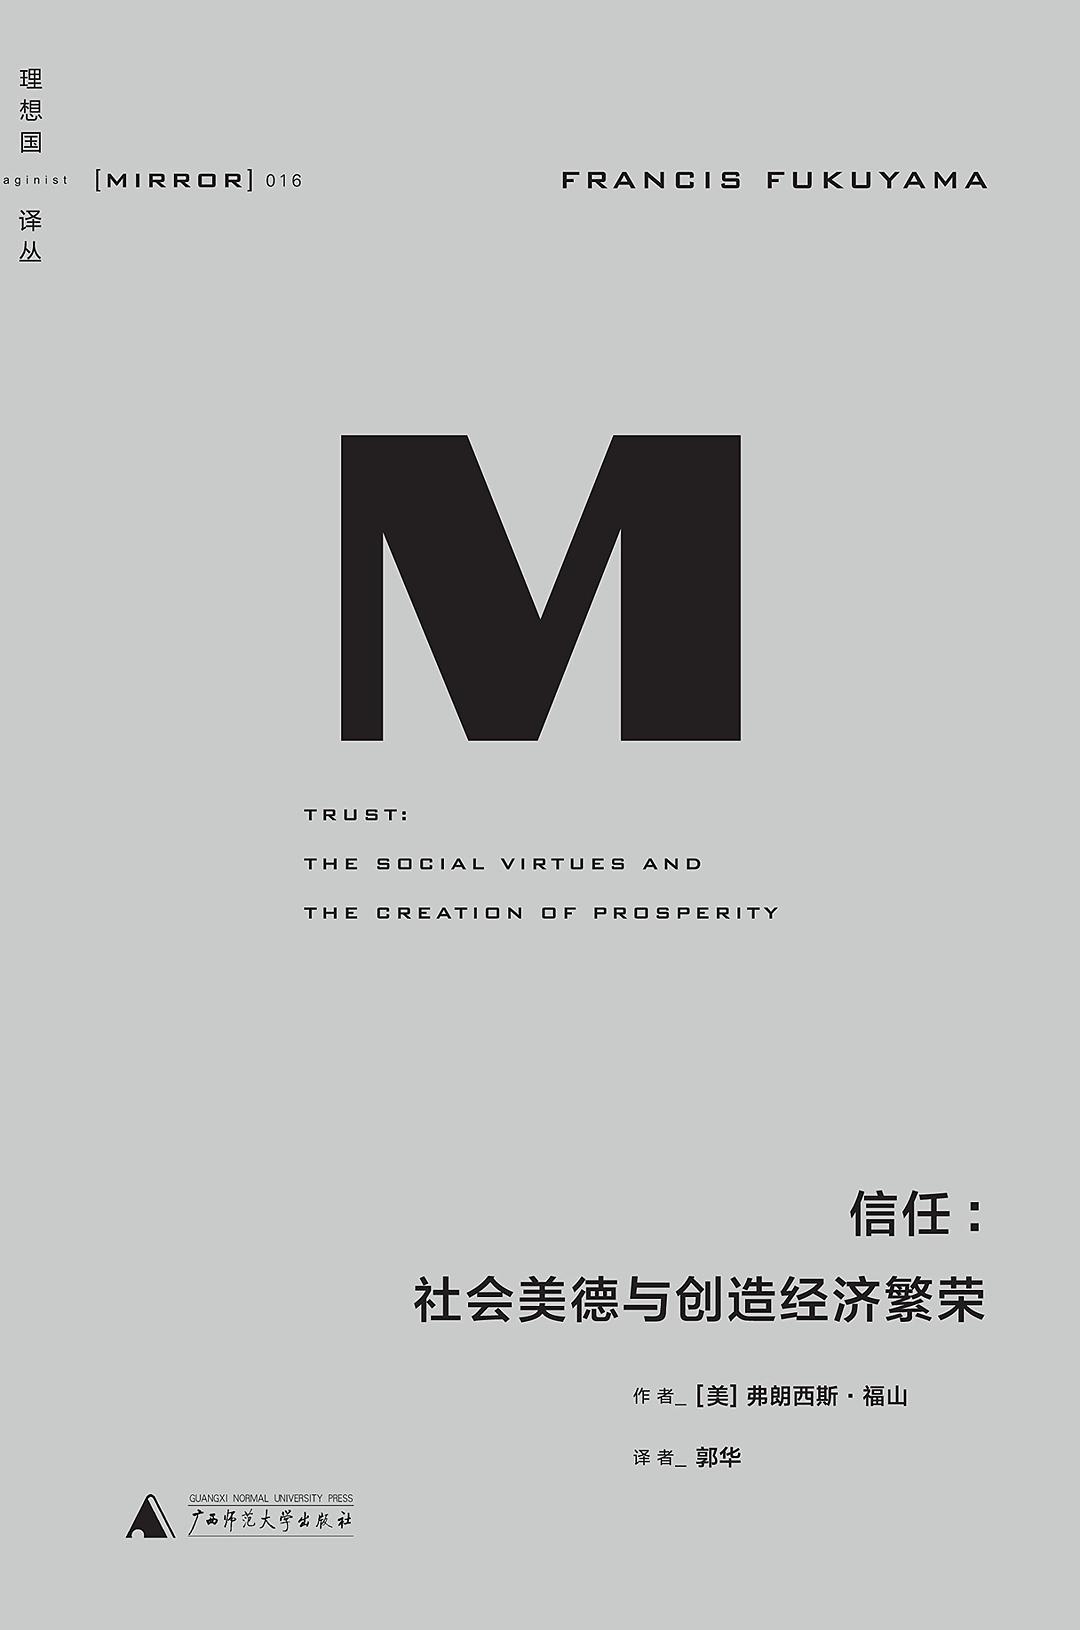 理想国
aginist
译丛
[MIRROR] 016
FRANCIS FUKUYAMA
M
TRUST:
THE SOCIAL VIRTUES AND
THE CREATION OF PROSPERITY
信任：
社会美德与创造经济繁荣
作者_ [美] 弗朗西斯·福山
译者_ 郭华
GUANGXI NORMAL UNIVERSITY PRESS
广西师范大学出版社